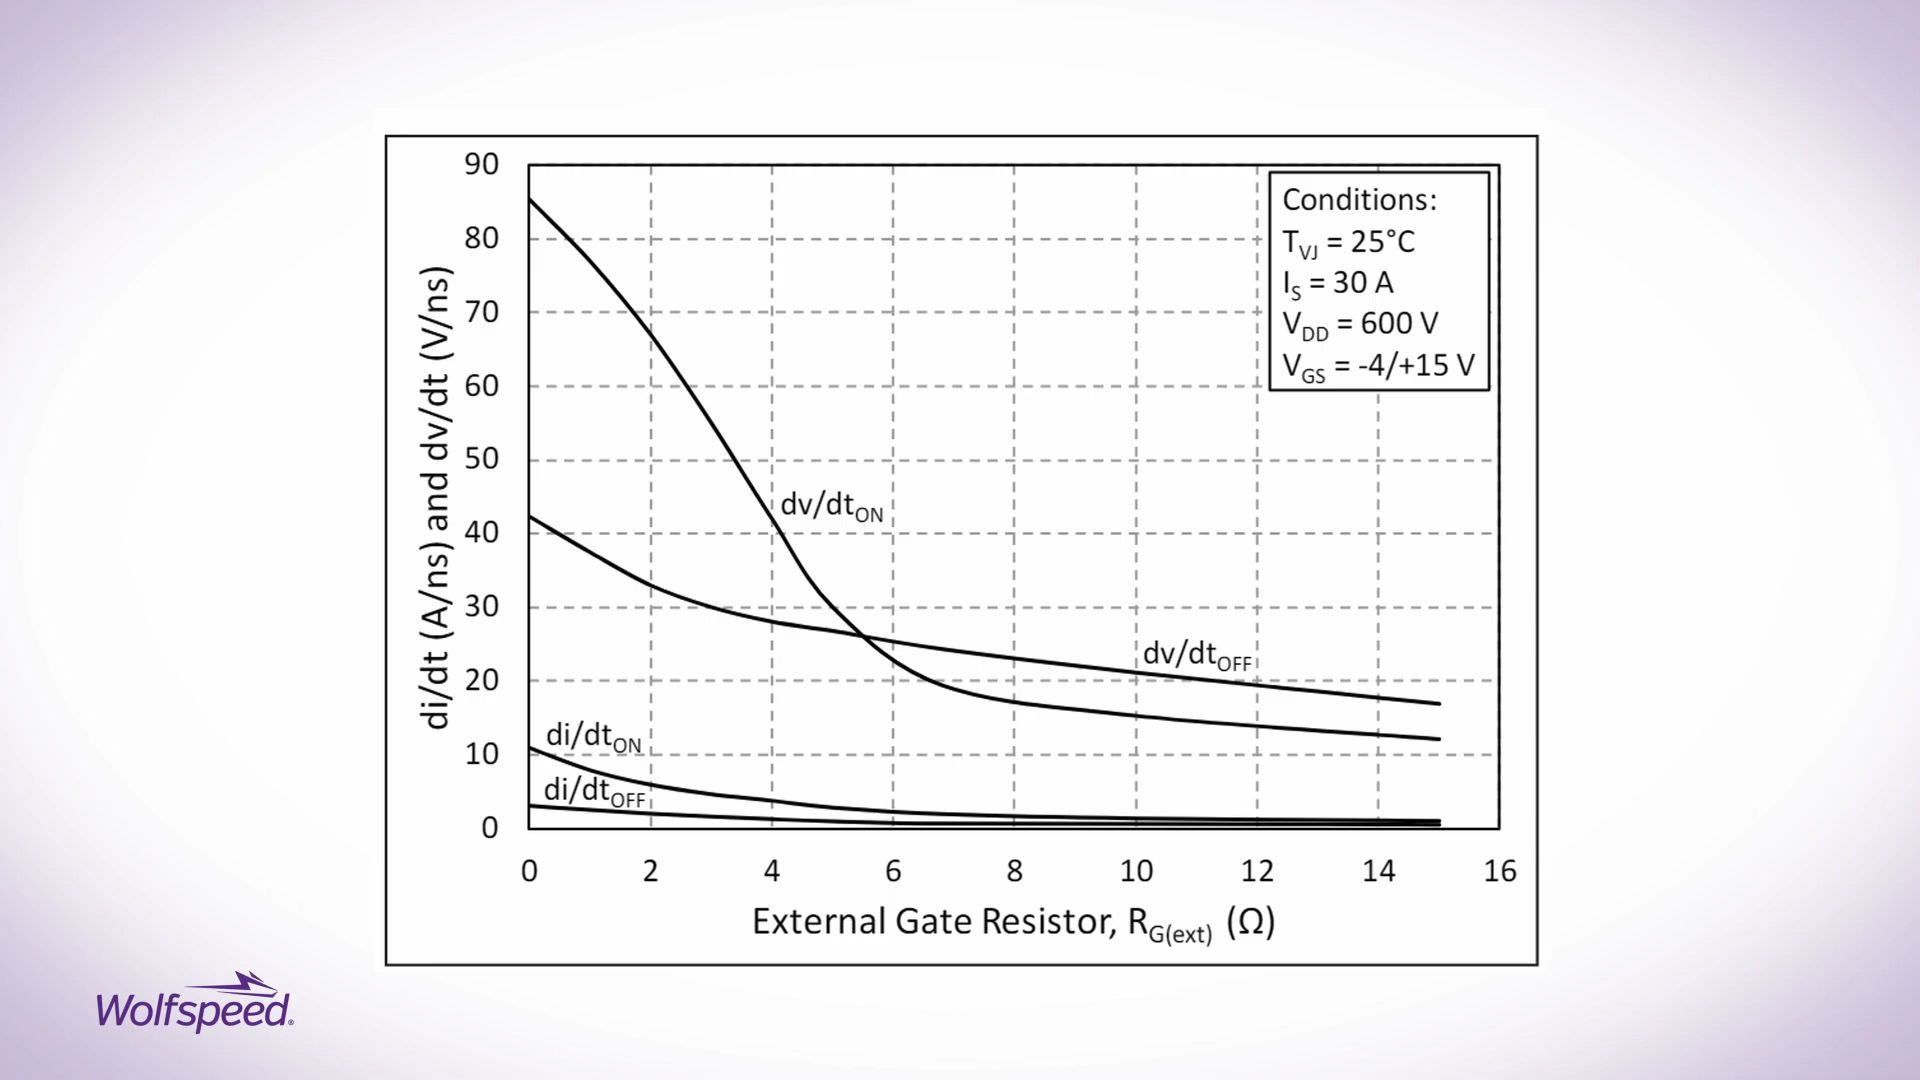 90
80
70
60
50
40
30
20
10
0
di/dt (A/ns) and dv/dt (V/ns)
Conditions:
TVJ = 25°C
IS = 30 A
VDD = 600 V
VGS = -4/+15 V
dv/dtON
dv/dtOFF
di/dtON
di/dtOFF
0 2 4 6 8 10 12 14 16
External Gate Resistor, RG(ext) (Ω)
Wolfspeed®